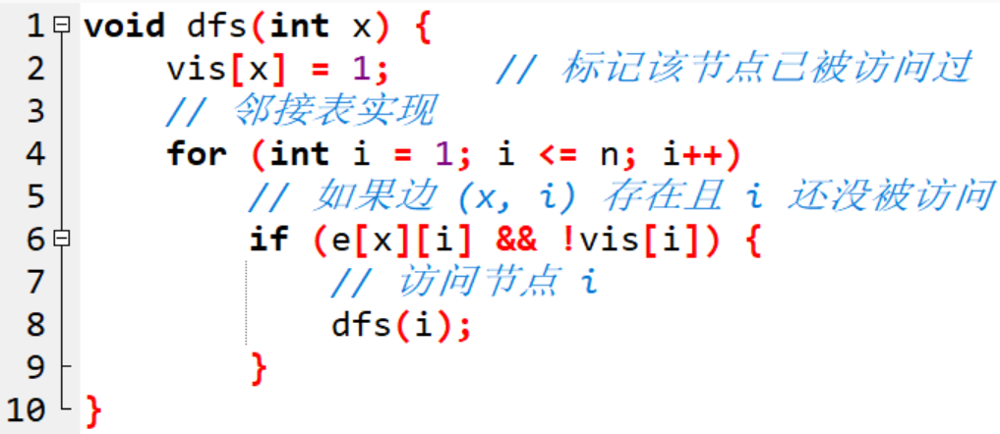 1 void dfs(int x) {
2 vis[x] = 1; // 标记该节点已被访问过
3 // 邻接表实现
4 for (int i = 1; i <= n; i++)
5 // 如果边 (x, i) 存在且 i 还没被访问
6 if (e[x][i] && !vis[i]) {
7 // 访问节点 i
8 dfs(i);
9 }
10 }